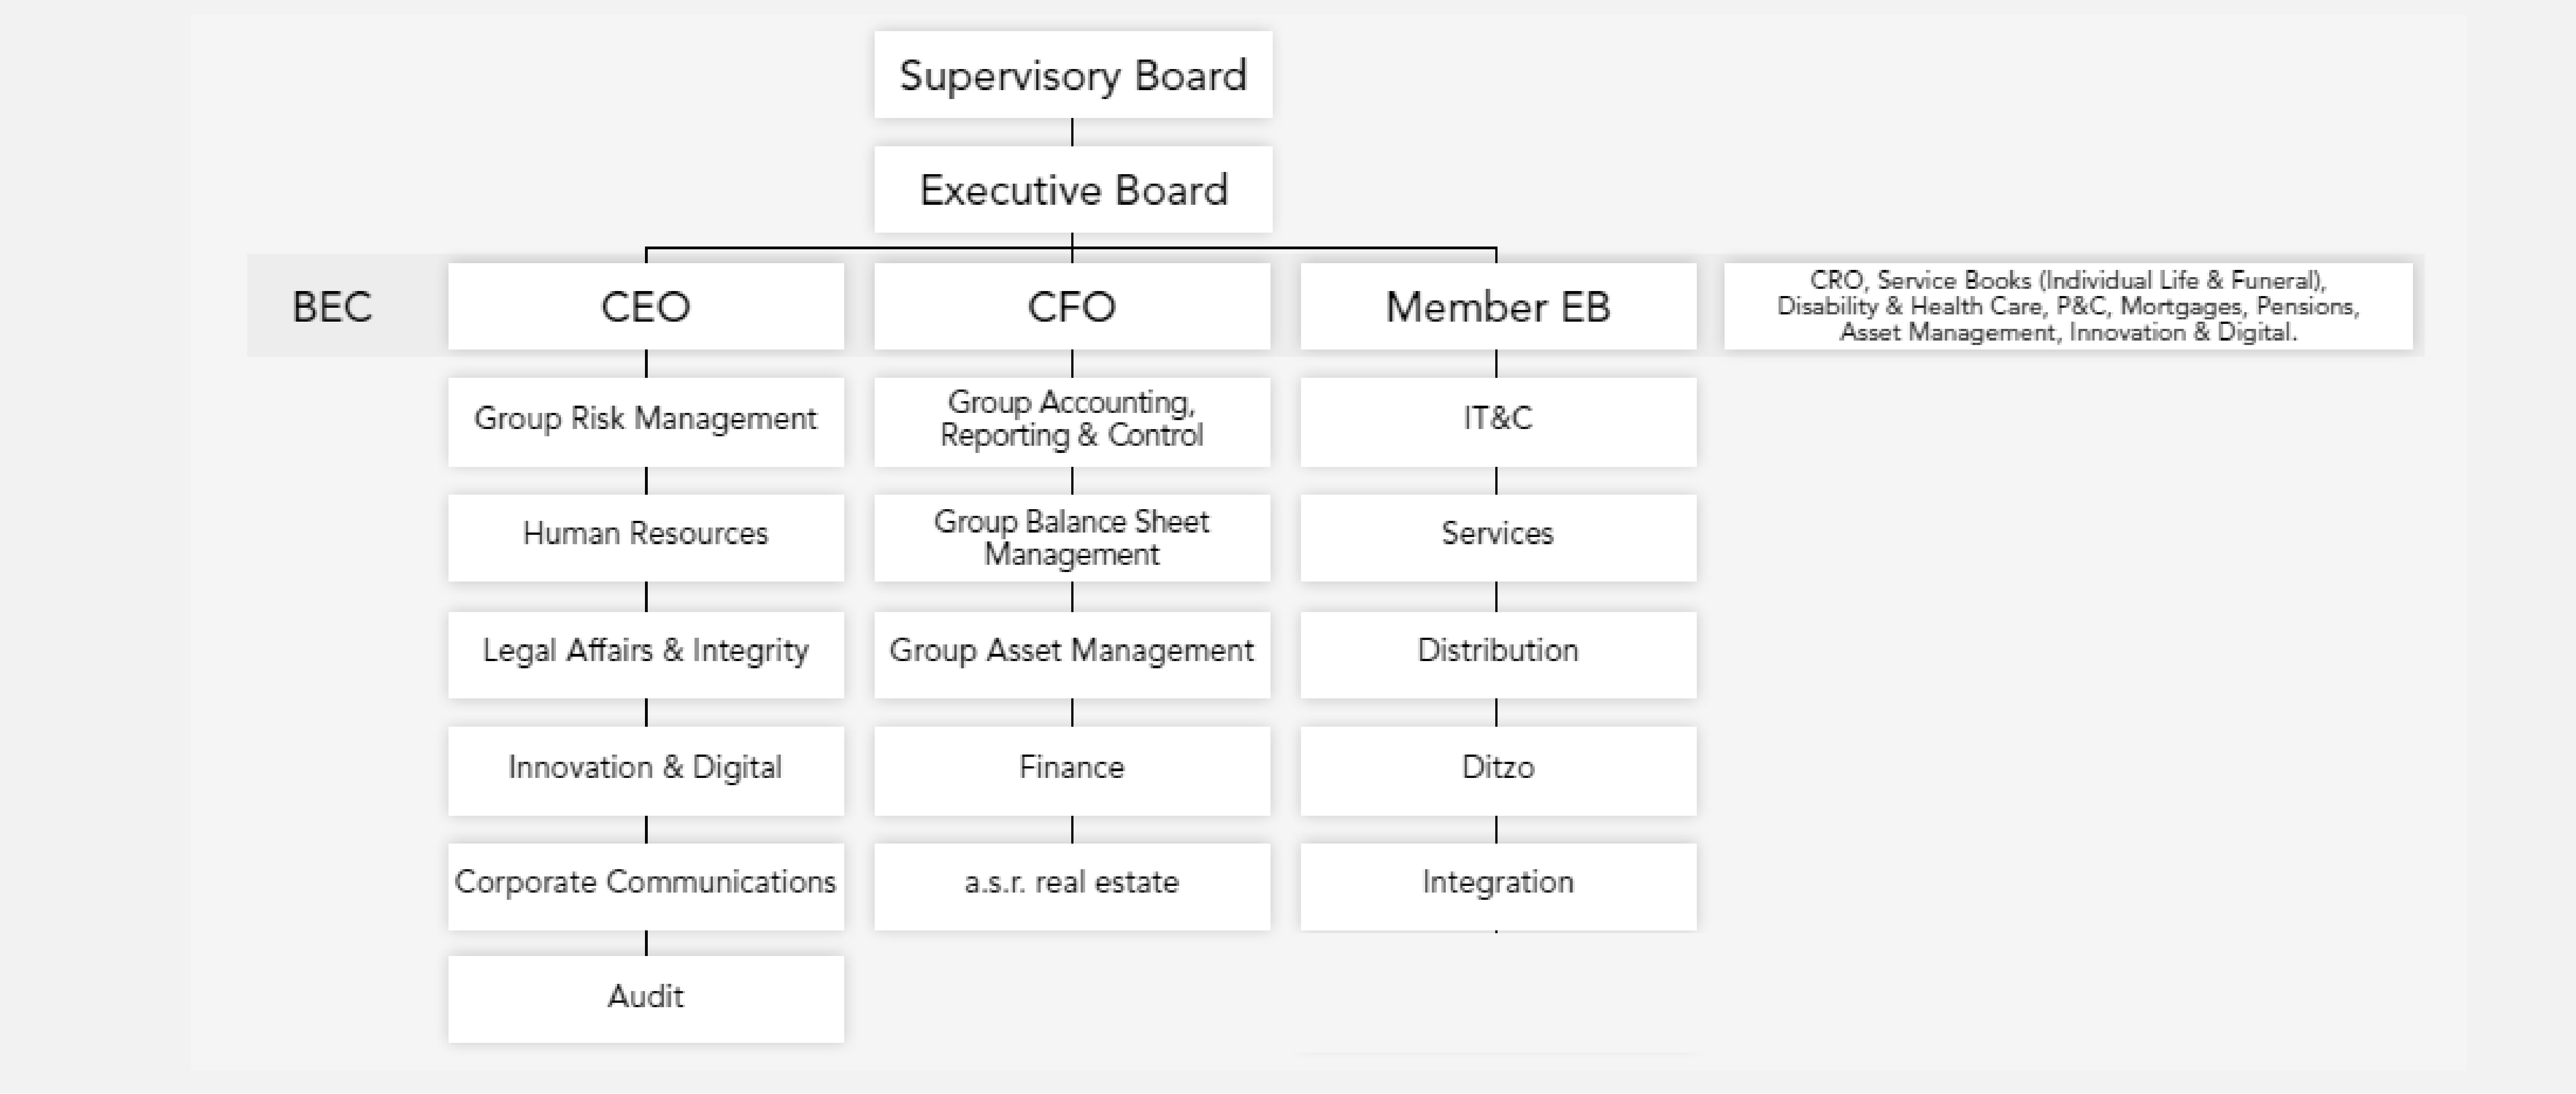 Supervisory Board
Executive Board
BEC
CEO
CFO
Member EB
CRO, Service Books (Individual Life & Funeral),
Disability & Health Care, P&C, Mortgages, Pensions,
Asset Management, Innovation & Digital.
Group Risk Management
Group Accounting,
Reporting & Control
IT&C
Human Resources
Group Balance Sheet
Management
Services
Legal Affairs & Integrity
Group Asset Management
Distribution
Innovation & Digital
Finance
Ditzo
Corporate Communications
a.s.r. real estate
Integration
Audit